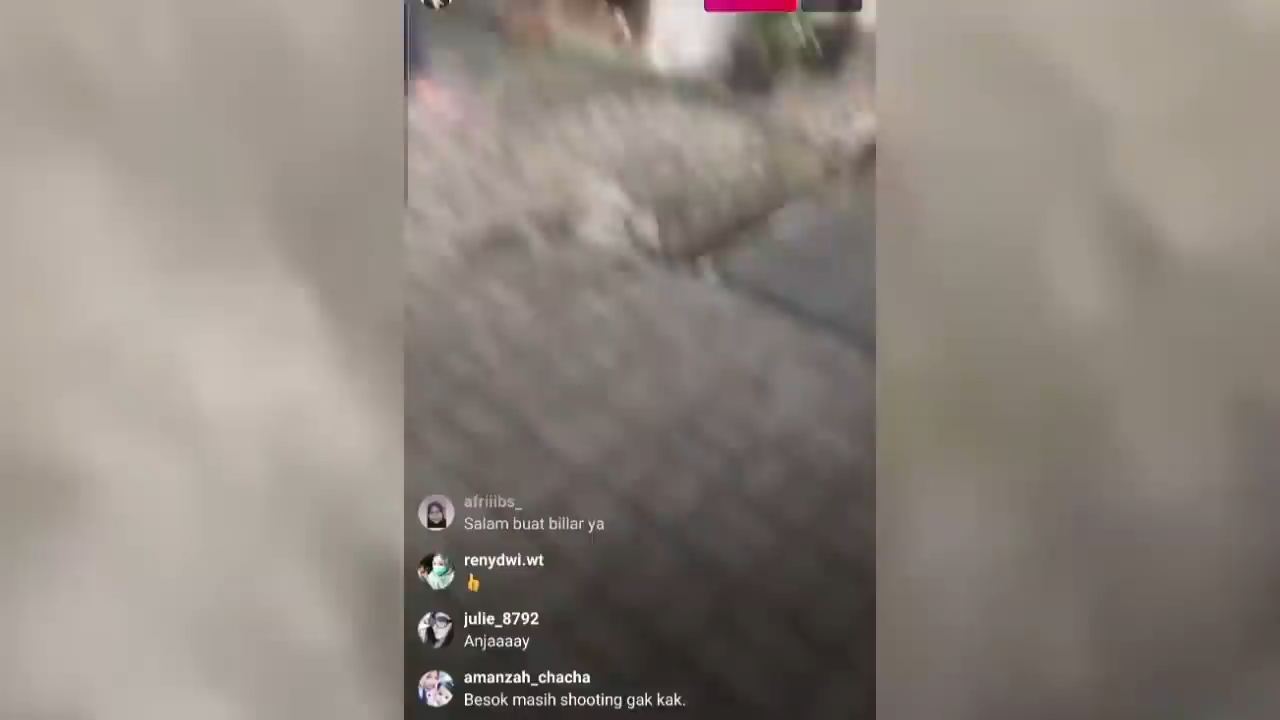 afriiibs_
Salam buat billar ya
renydwi.wt
👍
julie_8792
Anjaaaay
amanzah_chacha
Besok masih shooting gak kak.